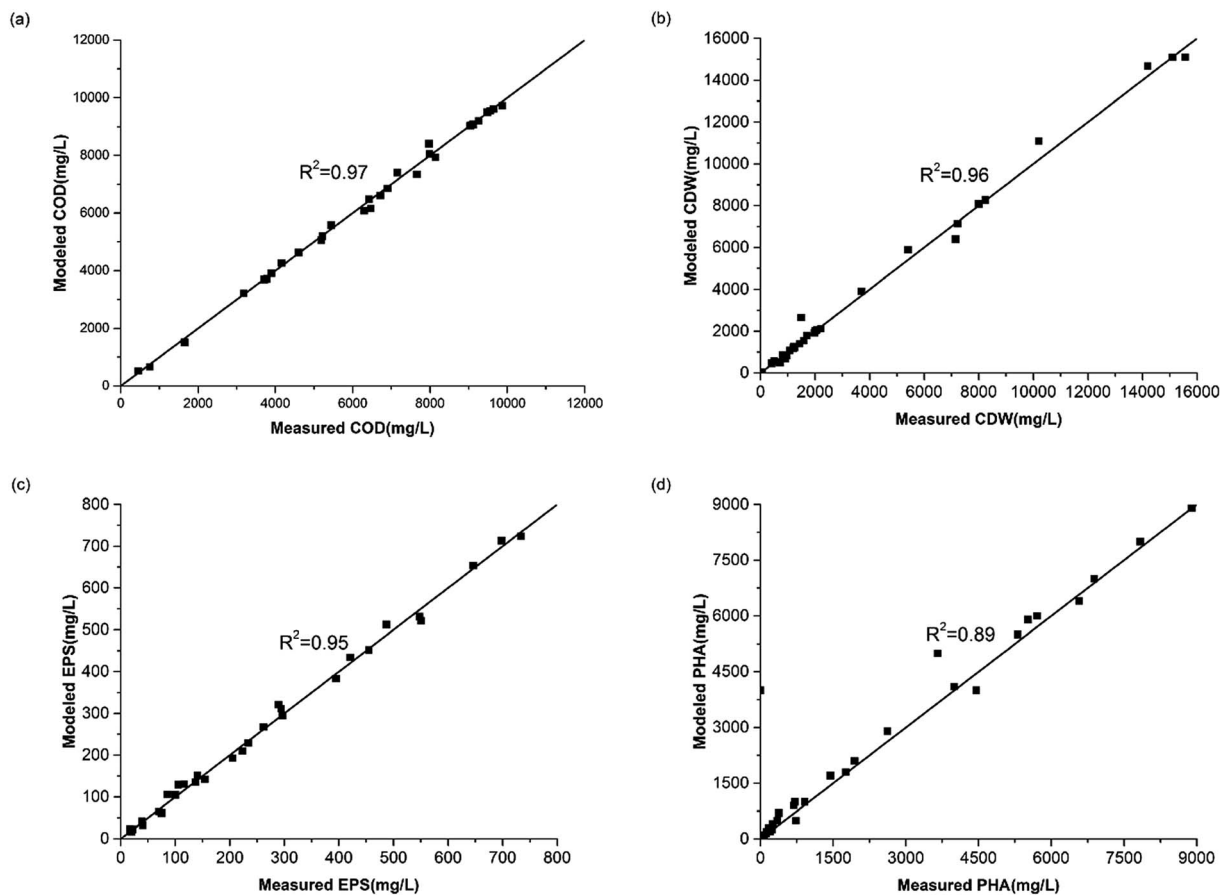 (a)
12000
10000
8000
6000
4000
2000
0
Modeled COD(mg/L)
R²=0.97
0 2000 4000 6000 8000 10000 12000
Measured COD(mg/L)
(b)
16000
14000
12000
10000
8000
6000
4000
2000
0
Modeled CDW(mg/L)
R²=0.96
0 2000 4000 6000 8000 10000 12000 14000 16000
Measured CDW(mg/L)
(c)
800
700
600
500
400
300
200
100
0
Modeled EPS(mg/L)
R²=0.95
0 100 200 300 400 500 600 700 800
Measured EPS(mg/L)
(d)
9000
7500
6000
4500
3000
1500
0
Modeled PHA(mg/L)
R²=0.89
0 1500 3000 4500 6000 7500 9000
Measured PHA(mg/L)